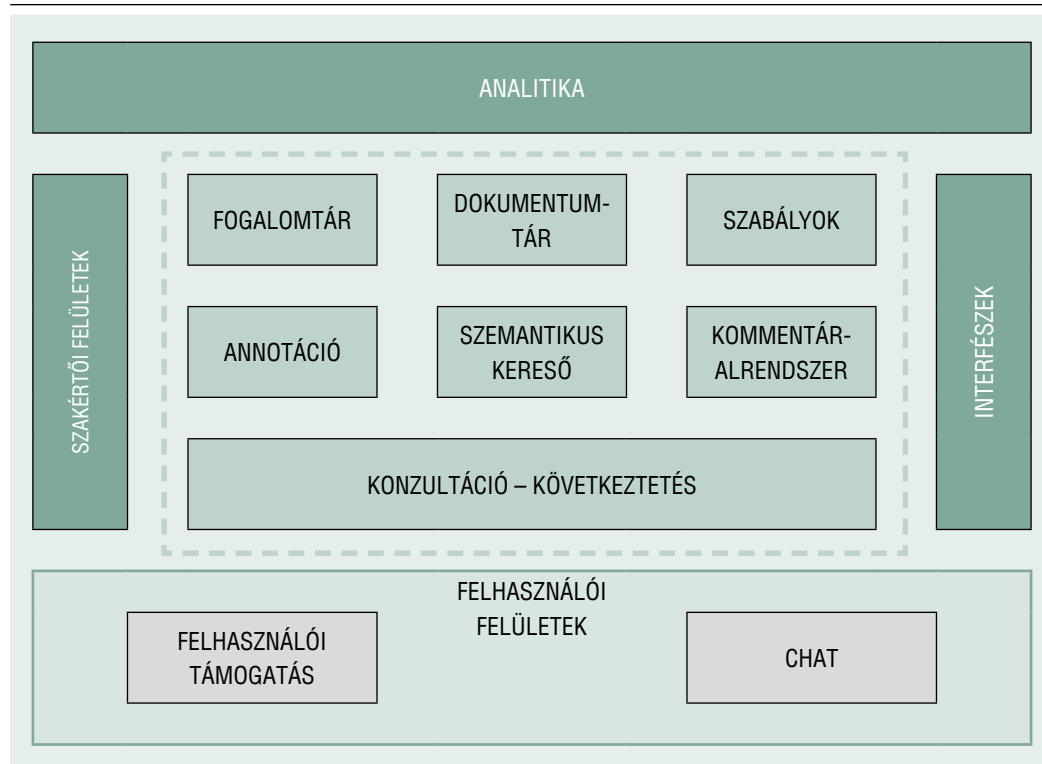 ANALITIKA
SZAKÉRTŐI FELÜLETEK
FOGALOMTÁR
DOKUMENTUM-
TÁR
SZABÁLYOK
ANNOTÁCIÓ
SZEMANTIKUS
KERESŐ
KOMMENTÁR-
ALRENDSZER
KONZULTÁCIÓ – KÖVETKEZTETÉS
INTERFÉSZEK
FELHASZNÁLÓI
FELÜLETEK
FELHASZNÁLÓI
TÁMOGATÁS
CHAT